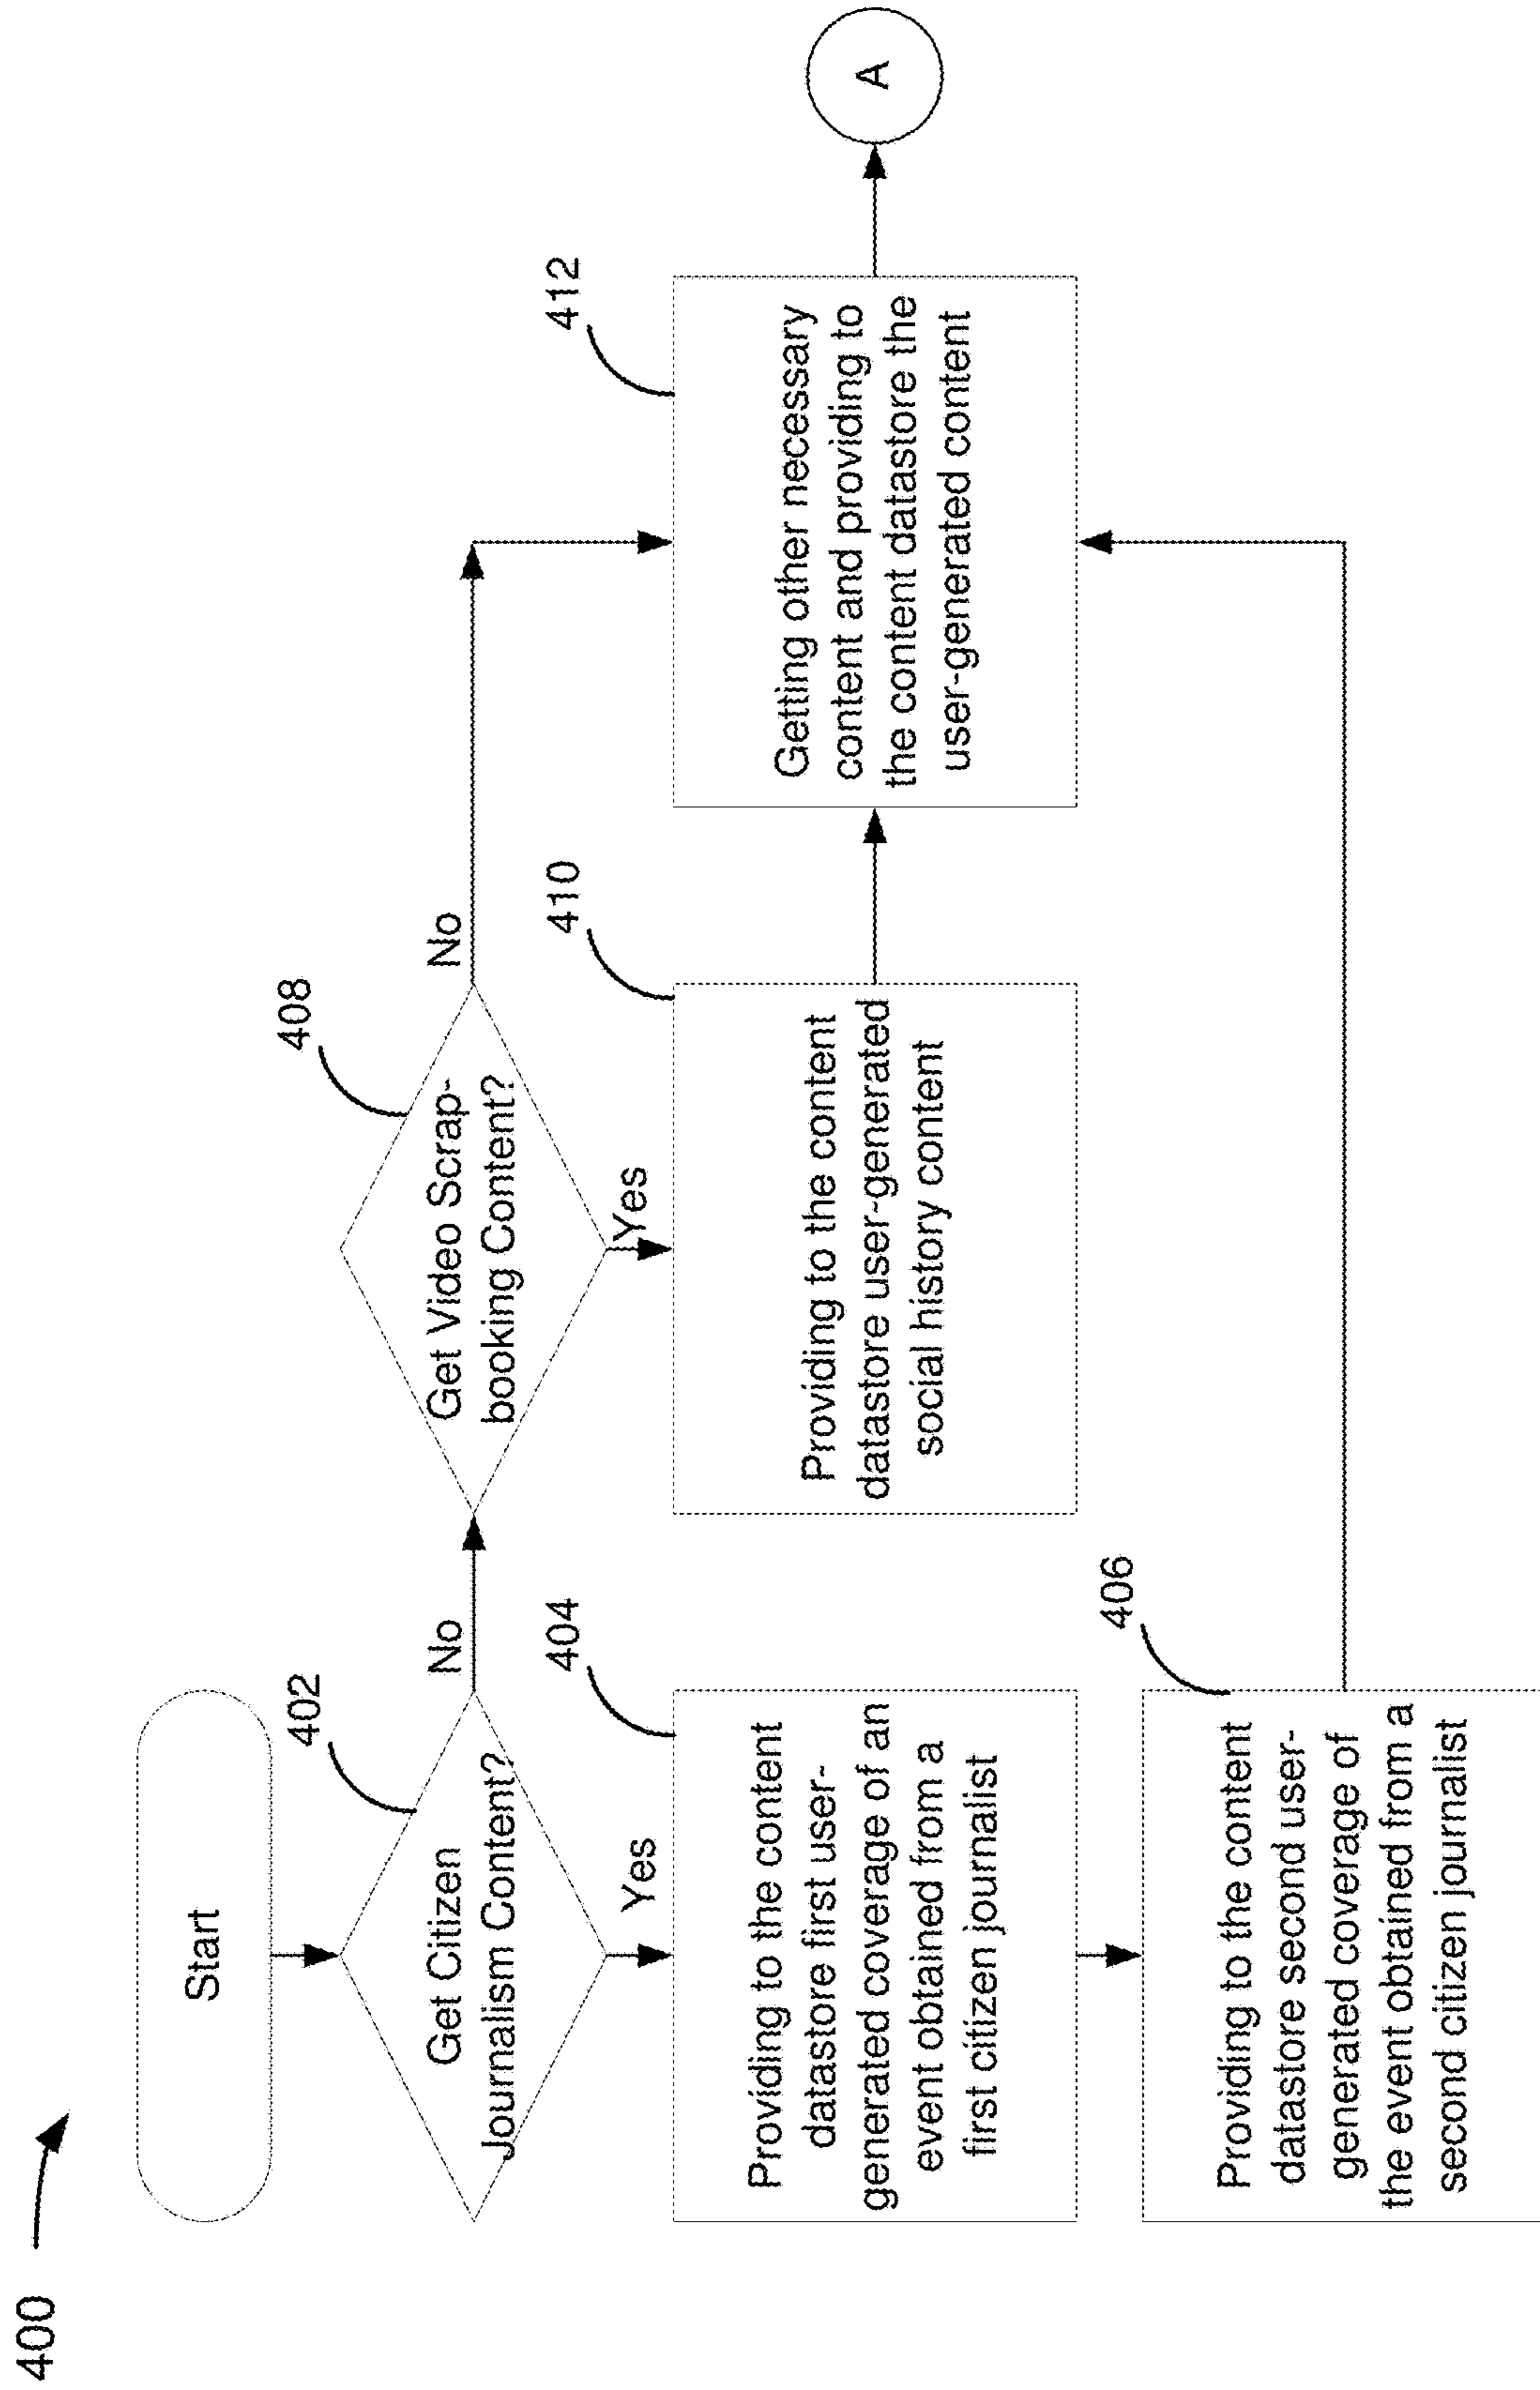 400
Start
402
Get Citizen
Journalism Content?
No
Yes
404
Providing to the content
datastore first user-
generated coverage of an
event obtained from a
first citizen journalist
406
Providing to the content
datastore second user-
generated coverage of
the event obtained from a
second citizen journalist
408
Get Video Scrap-
booking Content?
No
Yes
410
Providing to the content
datastore user-generated
social history content
412
Getting other necessary
content and providing to
the content datastore the
user-generated content
A